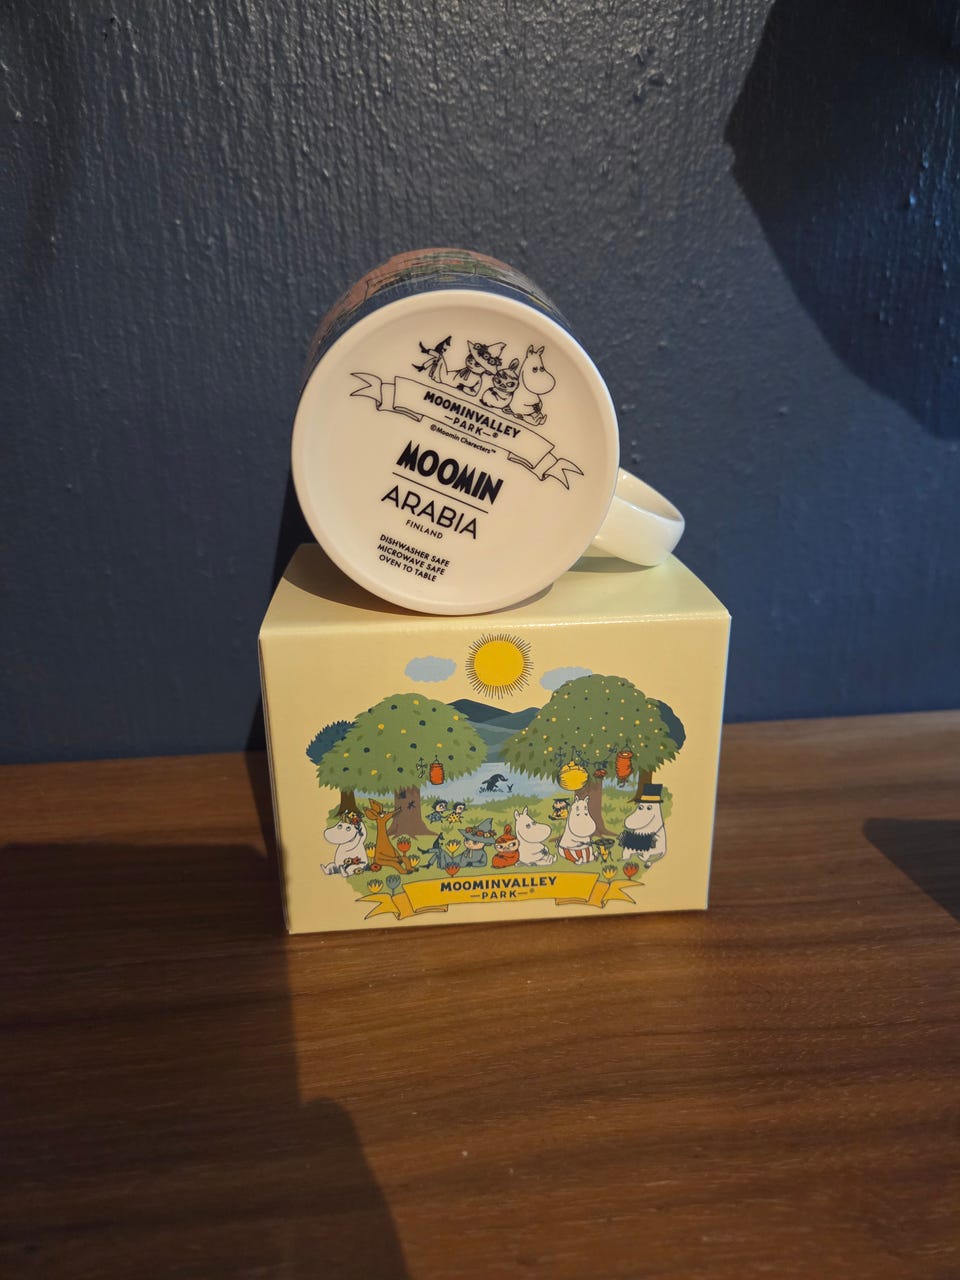 MOOMINVALLEY
—PARK—®
©Moomin Characters™
MOOMIN
ARABIA
FINLAND
DISHWASHER SAFE
MICROWAVE SAFE
OVEN TO TABLE
MOOMINVALLEY
—PARK—®